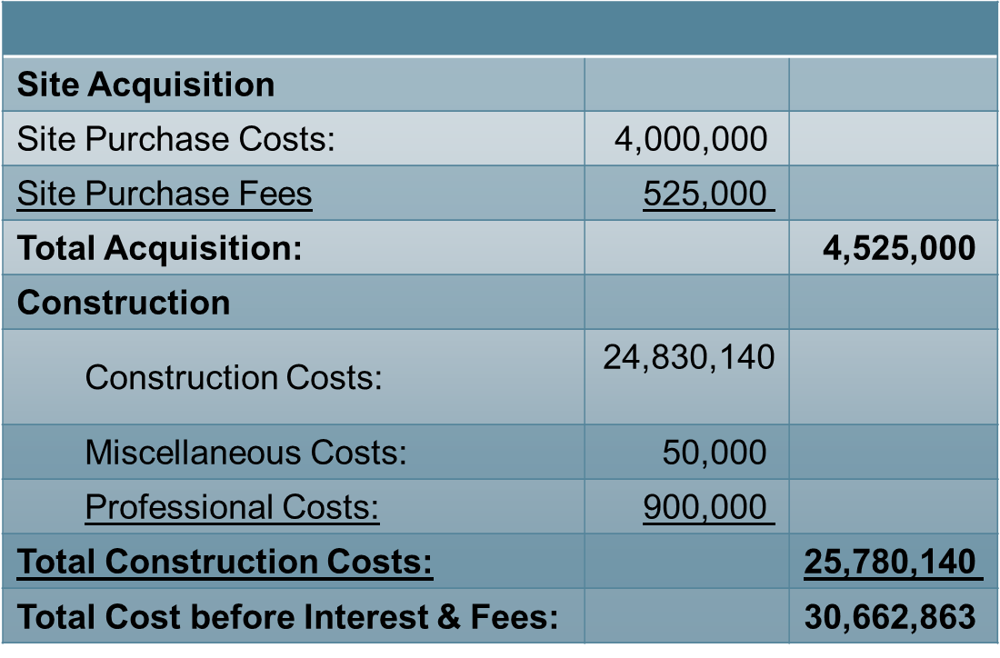 Site Acquisition
Site Purchase Costs: 4,000,000
Site Purchase Fees 525,000
Total Acquisition: 4,525,000
Construction
Construction Costs: 24,830,140
Miscellaneous Costs: 50,000
Professional Costs: 900,000
Total Construction Costs: 25,780,140
Total Cost before Interest & Fees: 30,662,863